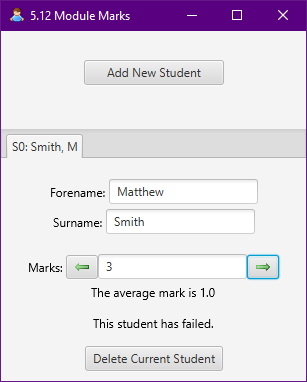 5.12 Module Marks
Add New Student
S0: Smith, M
Forename: Matthew
Surname: Smith
Marks: 3
The average mark is 1.0
This student has failed.
Delete Current Student